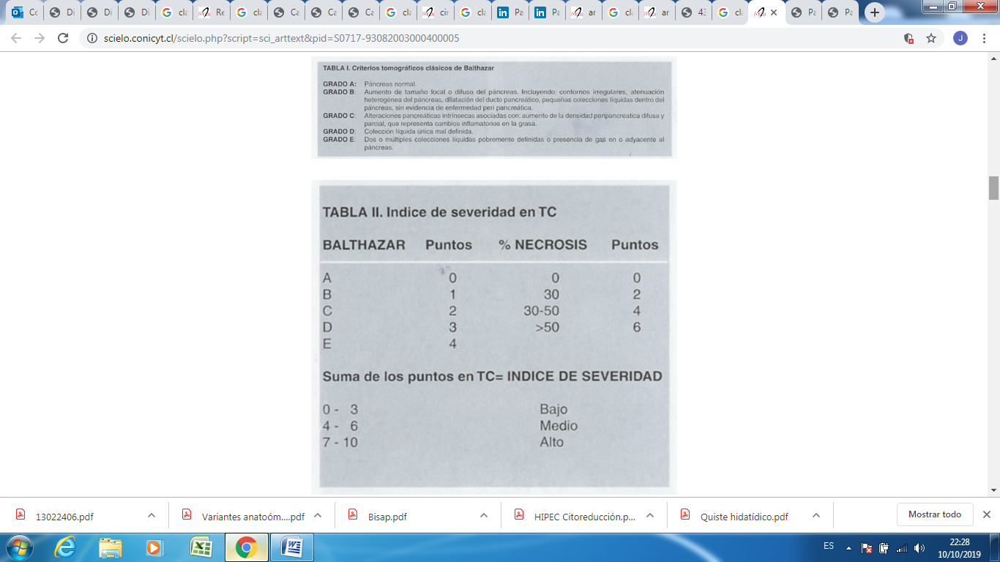 Co
Di
Di
Di
cla
Re
cla
Ca
Ca
Ca
cla
cir
cla
Pa
Pa
ar
cla
ar
43
cla
Pa
Pa
scielo.conicyt.cl/scielo.php?script=sci_arttext&pid=S0717-93082003000400005
J
TABLA I. Criterios tomográficos clásicos de Balthazar
GRADO A: Páncreas normal.
GRADO B: Aumento de tamaño focal o difuso del páncreas. Incluyendo: contornos irregulares, atenuación
heterogénea del páncreas, dilatación del ducto pancreático, pequeñas colecciones líquidas dentro del
páncreas, sin evidencia de enfermedad peri pancreática.
GRADO C: Alteraciones pancreáticas intrínsecas asociadas con: aumento de la densidad peripancreatica difusa y
parcial, que representa cambios inflamatorios en la grasa.
GRADO D: Colección líquida única mal definida.
GRADO E: Dos o múltiples colecciones líquidas pobremente definidas o presencia de gas en o adyacente al
páncreas.
TABLA II. Indice de severidad en TC
BALTHAZAR Puntos % NECROSIS Puntos
A 0 0 0
B 1 30 2
C 2 30-50 4
D 3 >50 6
E 4
Suma de los puntos en TC= INDICE DE SEVERIDAD
0 - 3 Bajo
4 - 6 Medio
7 - 10 Alto
13022406.pdf
Variantes anatoóm....pdf
Bisap.pdf
HIPEC Citoreducción.p...
Quiste hidatídico.pdf
Mostrar todo
ES
22:28
10/10/2019